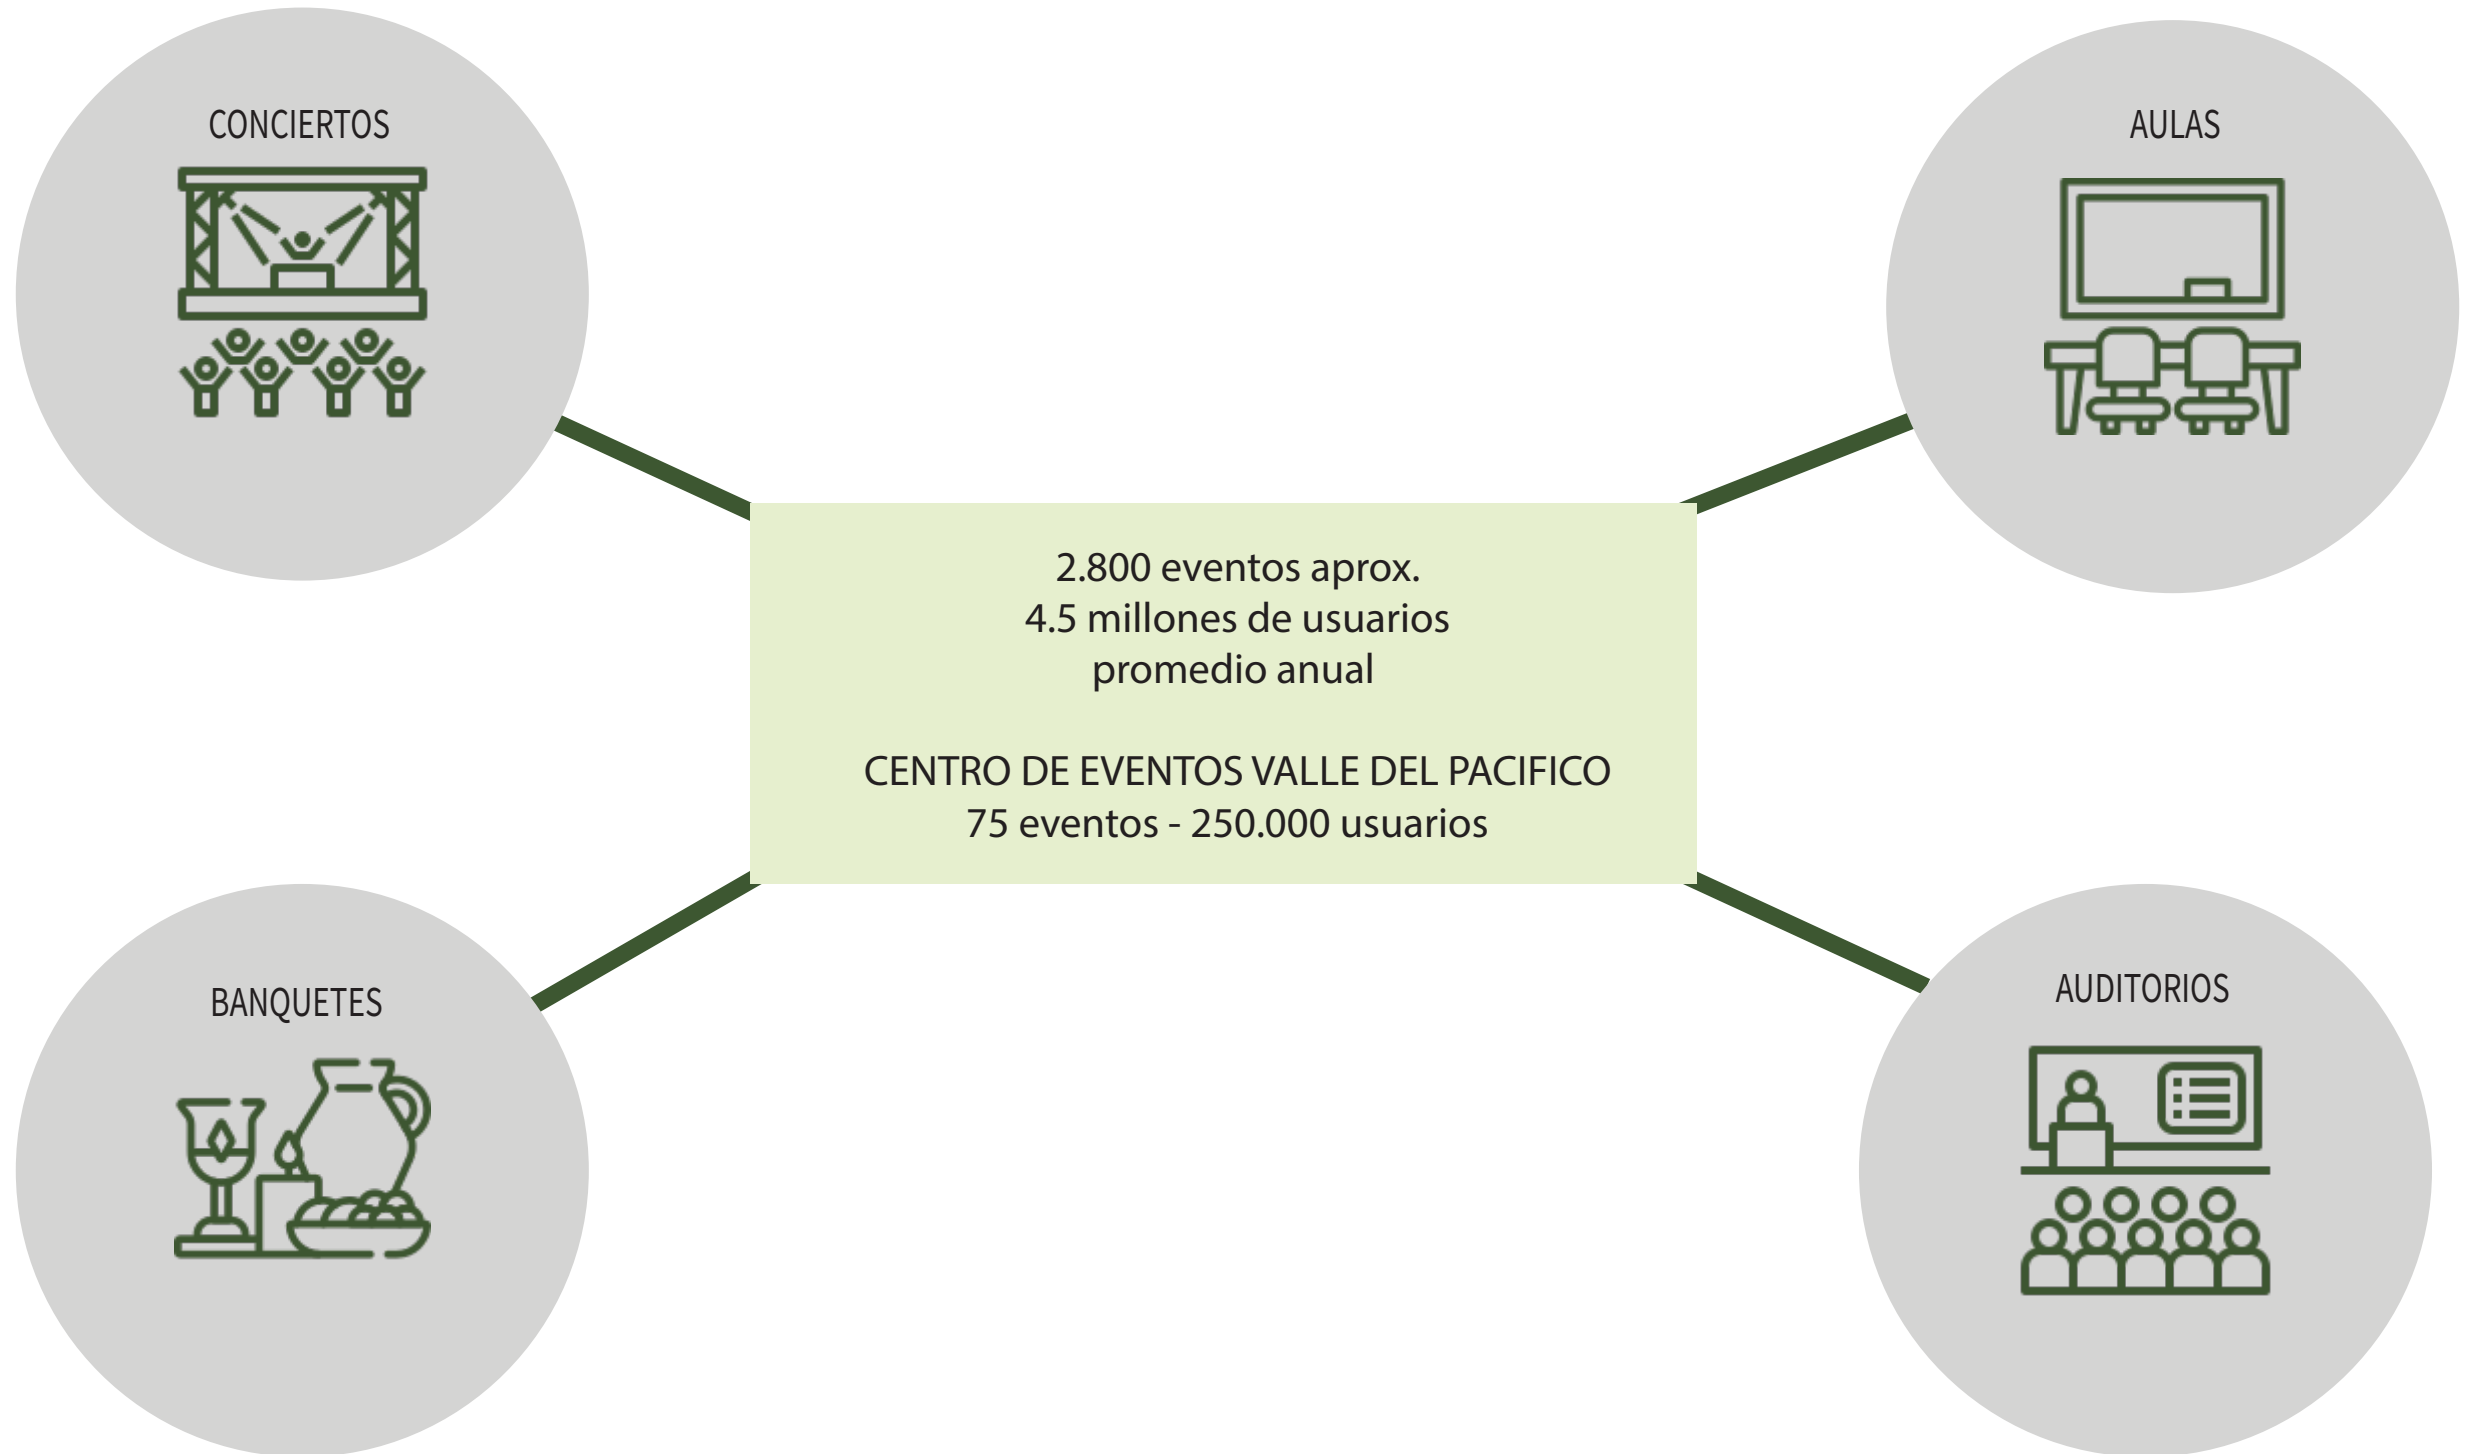 CONCIERTOS
AULAS
2.800 eventos aprox.
4.5 millones de usuarios
promedio anual
CENTRO DE EVENTOS VALLE DEL PACIFICO
75 eventos - 250.000 usuarios
BANQUETES
AUDITORIOS